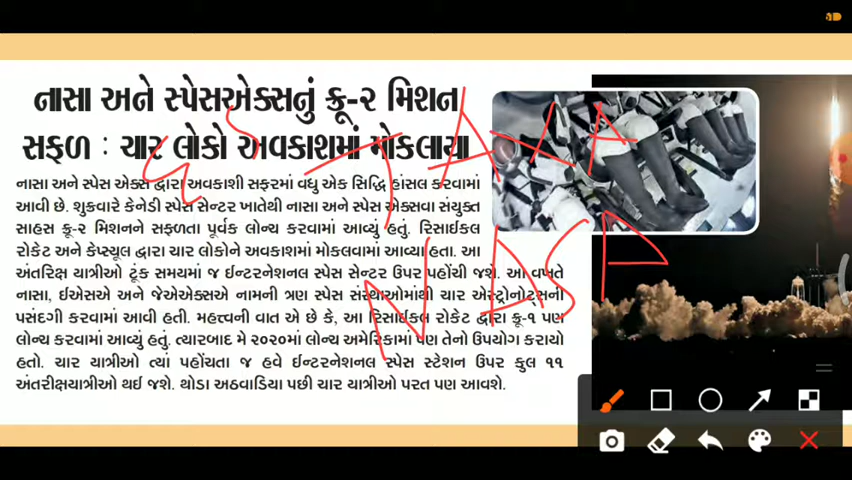 નાસા અને સ્પેસએક્સનું ક્રૂ-૨ મિશન
સફળ : ચાર લોકો અવકાશમાં મોકલાયા
નાસા અને સ્પેસ એક્સ દ્વારા અવકાશી સફરમાં વધુ એક સિદ્ધિ હાંસલ કરવામાં
આવી છે. શુક્રવારે કેનેડી સ્પેસ સેન્ટર ખાતેથી નાસા અને સ્પેસ એક્સવા સંયુક્ત
સાહસ ક્રૂ-૨ મિશનને સફળતા પૂર્વક લોન્ચ કરવામાં આવ્યું હતું. રિસાઈકલ
રોકેટ અને કેપ્સ્યૂલ દ્વારા ચાર લોકોને અવકાશમાં મોકલવામાં આવ્યા હતા. આ
અંતરિક્ષ યાત્રીઓ ટૂંક સમયમાં જ ઈન્ટરનેશનલ સ્પેસ સેન્ટર ઉપર પહોંચી જશે. આ વખતે
નાસા, ઈએસએ અને જેએએક્સએ નામની ત્રણ સ્પેસ સંસ્થાઓમાંથી ચાર એસ્ટ્રોનોટ્સની
પસંદગી કરવામાં આવી હતી. મહત્ત્વની વાત એ છે કે, આ રિસાઈકલ રોકેટ દ્વારા ક્રૂ-૧ પણ
લોન્ચ કરવામાં આવ્યું હતું. ત્યારબાદ મે ૨૦૨૦માં લોન્ચ અમેરિકામાં પણ તેનો ઉપયોગ કરાયો
હતો. ચાર યાત્રીઓ ત્યાં પહોંચતા જ હવે ઈન્ટરનેશનલ સ્પેસ સ્ટેશન ઉપર કુલ ૧૧
અંતરીક્ષયાત્રીઓ થઈ જશે. થોડા અઠવાડિયા પછી ચાર યાત્રીઓ પરત પણ આવશે.
JAXA
NASA